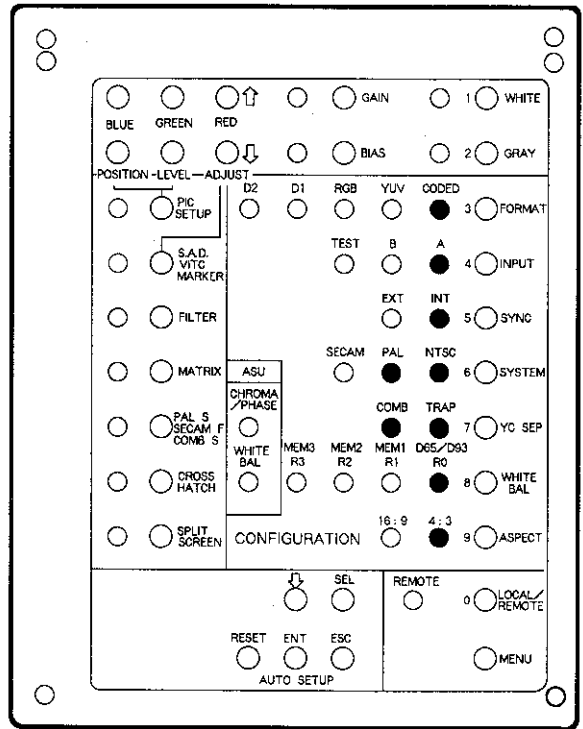 1 WHITE
GAIN
BLUE GREEN RED
2 GRAY
BIAS
POSITION LEVEL ADJUST
D2 D1 RGB YUV CODED
PIC
SETUP
3 FORMAT
TEST B A
S.A.D.
VITC
MARKER
4 INPUT
EXT INT
FILTER
5 SYNC
SECAM PAL NTSC
MATRIX
ASU
6 SYSTEM
CHROMA
/PHASE
COMB TRAP
PAL S
SECAM F
COMB S
7 YC SEP
WHITE
BAL
MEM3 MEM2 MEM1 D65/D93
R3 R2 R1 R0
CROSS
HATCH
8 WHITE
BAL
16:9 4:3
SPLIT
SCREEN
CONFIGURATION
9 ASPECT
SEL
REMOTE
0 LOCAL/
REMOTE
RESET ENT ESC
MENU
AUTO SETUP